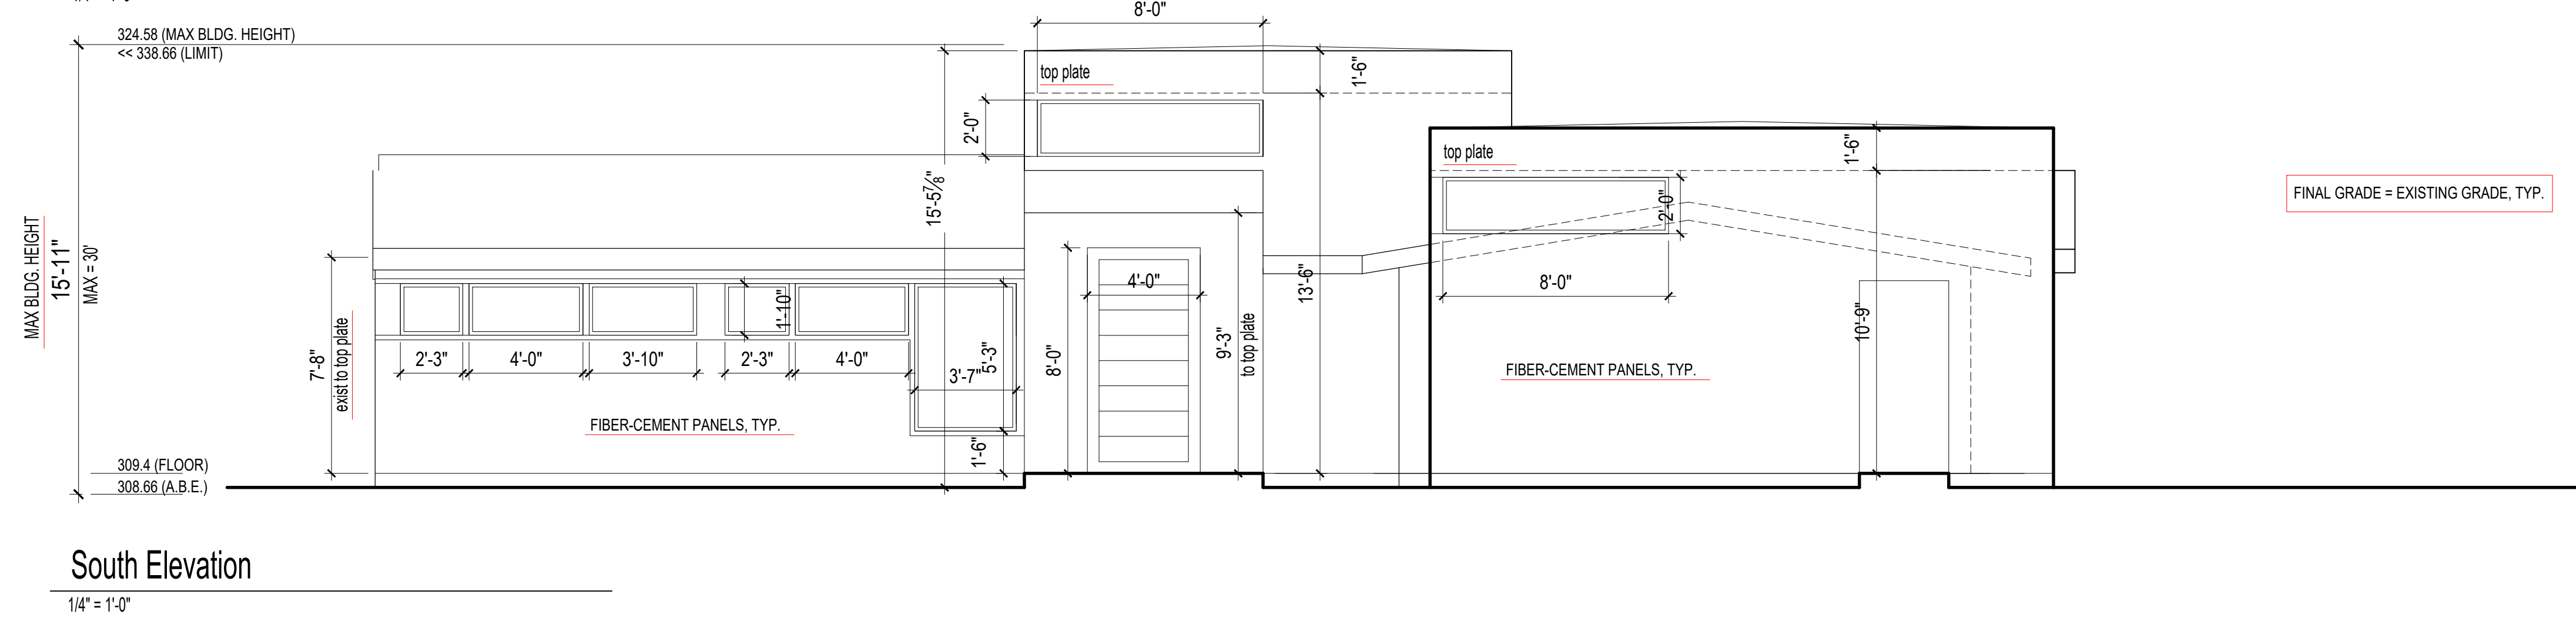 8'-0"
324.58 (MAX BLDG. HEIGHT)
<< 338.66 (LIMIT)
top plate
1'-6"
2'-0"
top plate
1'-6"
FINAL GRADE = EXISTING GRADE, TYP.
MAX BLDG. HEIGHT
15'-11"
MAX = 30'
15'-5⅞"
2'-0"
8'-0"
4'-0"
13'-6"
1'-10"
10'-9"
7'-8"
exist to top plate
2'-3"
4'-0"
3'-10"
2'-3"
4'-0"
3'-7"
5'-3"
8'-0"
9'-3"
to top plate
FIBER-CEMENT PANELS, TYP.
FIBER-CEMENT PANELS, TYP.
1'-6"
309.4 (FLOOR)
308.66 (A.B.E.)
South Elevation
1/4" = 1'-0"